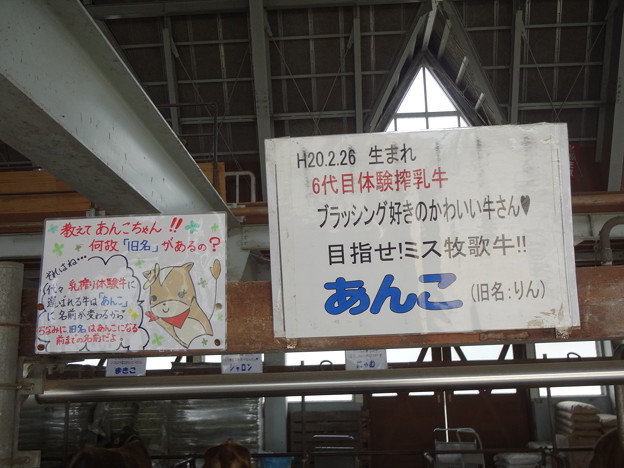 教えてあんこちゃん!!
何故「旧名」があるの?
それはね…
代々乳搾り体験牛に
選ばれる牛は「あんこ」
に名前が変わるから
ちなみに旧名はあんこになる
前までの名前だよ。
H20.2.26 生まれ
6代目体験搾乳牛
ブラッシング好きのかわいい牛さん♥
目指せ!ミス牧歌牛!!
あんこ(旧名:りん)
まきこ
シャロン